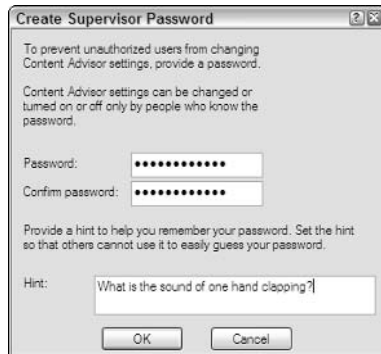 Create Supervisor Password
To prevent unauthorized users from changing
Content Advisor settings, provide a password.
Content Advisor settings can be changed or
turned on or off only by people who know the
password.
Password: ••••••••••••
Confirm password: ••••••••••••
Provide a hint to help you remember your password. Set the hint
so that others cannot use it to easily guess your password.
Hint: What is the sound of one hand clapping?
OK Cancel